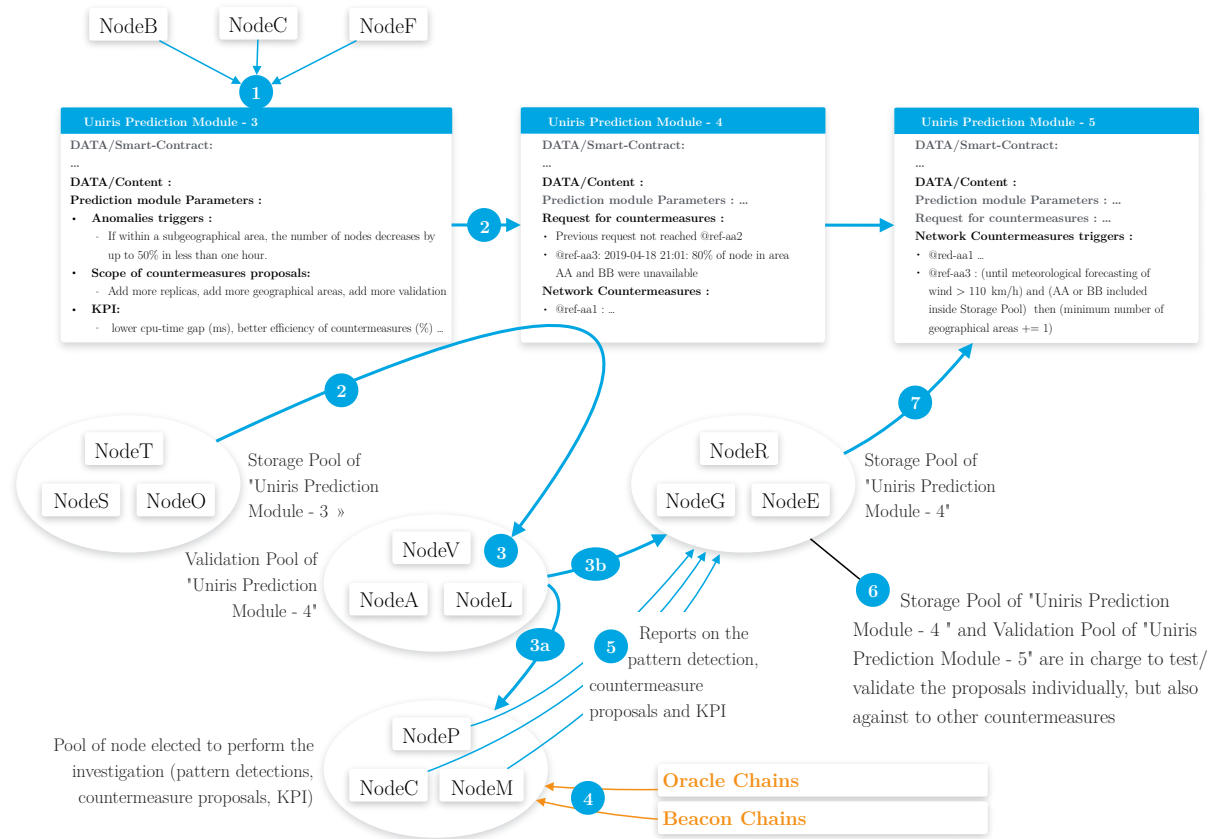 NodeB
NodeC
NodeF
1
Uniris Prediction Module - 3
DATA/Smart-Contract:
...
DATA/Content :
Prediction module Parameters :
• Anomalies triggers :
- If within a subgeographical area, the number of nodes decreases by
up to 50% in less than one hour.
• Scope of countermeasures proposals:
- Add more replicas, add more geographical areas, add more validation
• KPI:
- lower cpu-time gap (ms), better efficiency of countermeasures (%) ...
2
Uniris Prediction Module - 4
DATA/Smart-Contract:
...
DATA/Content :
Prediction module Parameters : ...
Request for countermeasures :
• Previous request not reached @ref-aa2
• @ref-aa3: 2019-04-18 21:01: 80% of node in area
AA and BB were unavailable
Network Countermeasures :
• @ref-aa1 : ...
Uniris Prediction Module - 5
DATA/Smart-Contract:
...
DATA/Content :
Prediction module Parameters : ...
Request for countermeasures : ...
Network Countermeasures triggers :
• @red-aa1 ...
• @ref-aa3 : (until meteorological forecasting of
wind > 110 km/h) and (AA or BB included
inside Storage Pool) then (minimum number of
geographical areas += 1)
2
NodeT
NodeS
NodeO
Storage Pool of
"Uniris Prediction
Module - 3 »
Validation Pool of
"Uniris Prediction
Module - 4"
NodeV
3
NodeA
NodeL
3b
3a
NodeR
NodeG
NodeE
7
Storage Pool of
"Uniris Prediction
Module - 4"
6
Storage Pool of "Uniris Prediction
Module - 4 " and Validation Pool of "Uniris
Prediction Module - 5" are in charge to test/
validate the proposals individually, but also
against to other countermeasures
5
Reports on the
pattern detection,
countermeasure
proposals and KPI
Pool of node elected to perform the
investigation (pattern detections,
countermeasure proposals, KPI)
NodeP
NodeC
NodeM
4
Oracle Chains
Beacon Chains